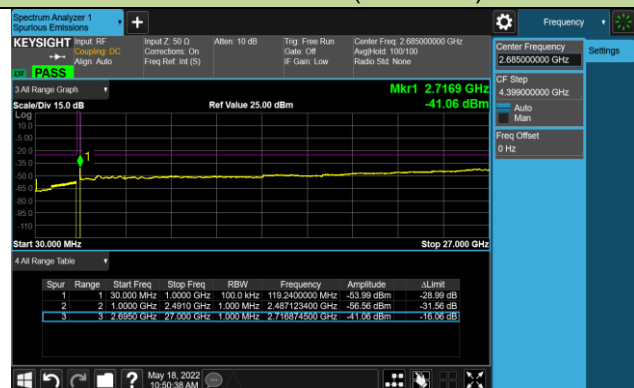 Spectrum Analyzer 1
Spurious Emissions
Frequency
KEYSIGHT Input: RF Input Z: 50 Ω Atten: 10 dB Trig: Free Run Center Freq: 2.685000000 GHz
Coupling: DC Corrections: On Gate: Off Avg|Hold: 100/100
Align: Auto Freq Ref: Int (S) IF Gain: Low Radio Std: None
PASS
Center Frequency
2.685000000 GHz
Settings
CF Step
4.399000000 GHz
Auto
Man
Freq Offset
0 Hz
3 All Range Graph
Mkr1 2.7169 GHz
Scale/Div 15.0 dB Ref Value 25.00 dBm -41.06 dBm
Log
10.0
-5.00
-20.0
-35.0
-50.0
-65.0
-80.0
-95.0
-110
1
Start 30.000 MHz Stop 27.000 GHz
4 All Range Table
Spur Range Start Freq Stop Freq RBW Frequency Amplitude ΔLimit
1 1 30.000 MHz 1.0000 GHz 100.0 kHz 119.2400000 MHz -53.99 dBm -28.99 dB
2 2 1.0000 GHz 2.4910 GHz 1.000 MHz 2.487123400 GHz -56.56 dBm -31.56 dB
3 3 2.6950 GHz 27.000 GHz 1.000 MHz 2.716874500 GHz -41.06 dBm -16.06 dB
May 18, 2022
10:50:38 AM